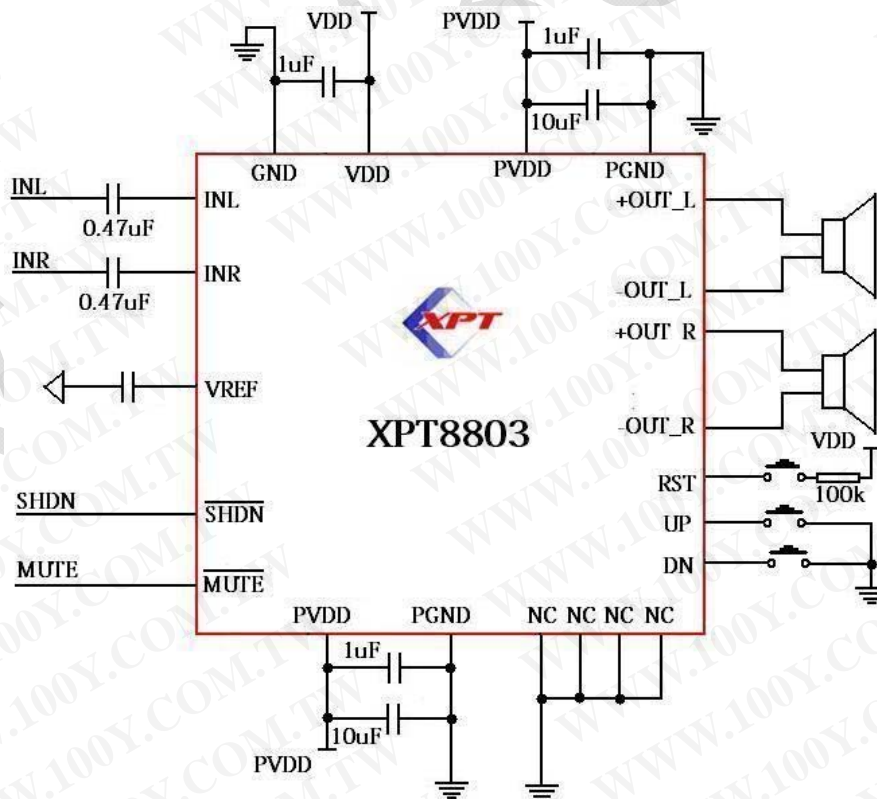 VDD
PVDD
1uF
1uF
10uF
GND
VDD
PVDD
PGND
INL
0.47uF
INL
+OUT_L
INR
0.47uF
INR
-OUT_L
XPT
+OUT R
VREF
XPT8803
-OUT_R
VDD
RST
100k
SHDN
SHDN
UP
MUTE
MUTE
DN
PVDD
PGND
NC NC NC NC
1uF
10uF
PVDD
WWW.100Y.COM.TW